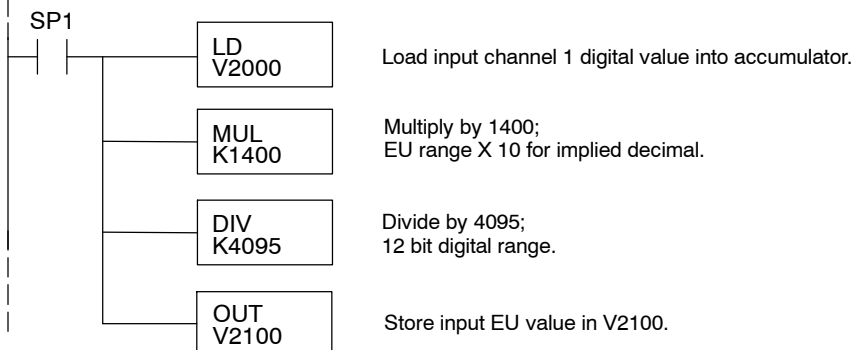 SP1
LD
V2000
Load input channel 1 digital value into accumulator.
MUL
K1400
Multiply by 1400;
EU range X 10 for implied decimal.
DIV
K4095
Divide by 4095;
12 bit digital range.
OUT
V2100
Store input EU value in V2100.